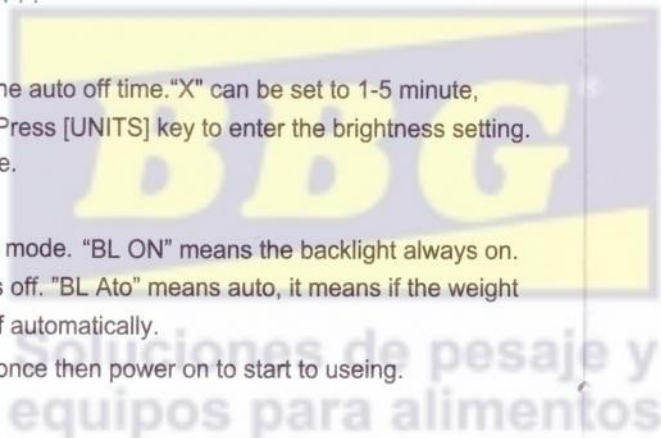 he auto off time.“X" can be set to 1-5 minute,
Press [UNITS] key to enter the brightness setting.
e.
mode. “BL ON” means the backlight always on.
s off. "BL Ato" means auto, it means if the weight
f automatically.
once then power on to start to useing.
BBG
Soluciones de pesaje y
equipos para alimentos